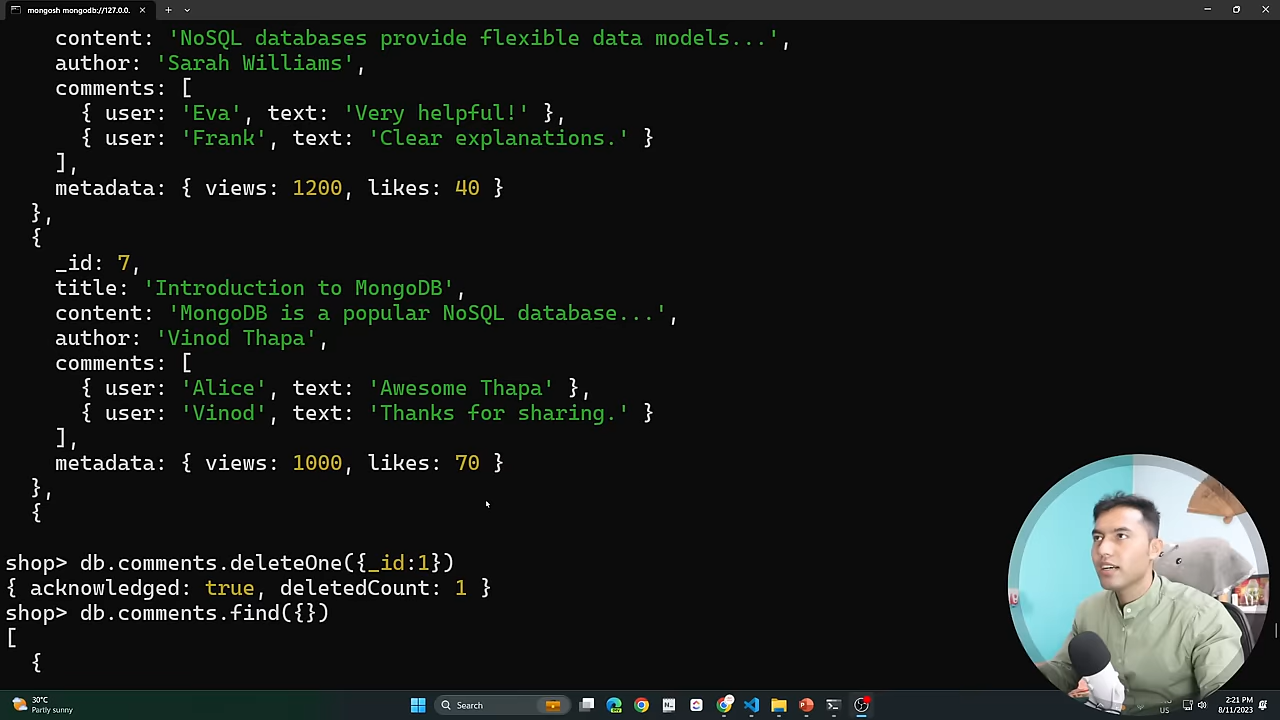 mongosh mongodb://127.0.0.
content: 'NoSQL databases provide flexible data models...',
author: 'Sarah Williams',
comments: [
{ user: 'Eva', text: 'Very helpful!' },
{ user: 'Frank', text: 'Clear explanations.' }
],
metadata: { views: 1200, likes: 40 }
},
{
_id: 7,
title: 'Introduction to MongoDB',
content: 'MongoDB is a popular NoSQL database...',
author: 'Vinod Thapa',
comments: [
{ user: 'Alice', text: 'Awesome Thapa' },
{ user: 'Vinod', text: 'Thanks for sharing.' }
],
metadata: { views: 1000, likes: 70 }
},
{
shop> db.comments.deleteOne({_id:1})
{ acknowledged: true, deletedCount: 1 }
shop> db.comments.find({})
[
{
30°C
Partly sunny
Search
US
2:21 PM
8/11/2023